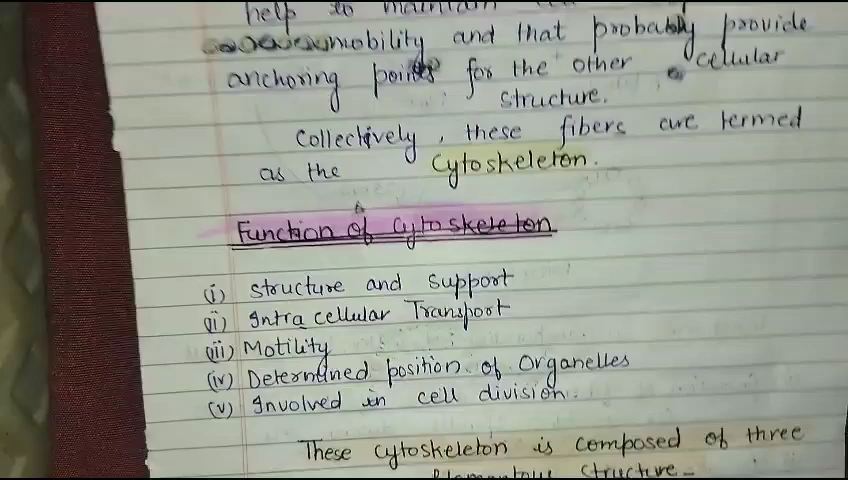 help to maintain
mobility and that probably provide
anchoring points for the other cellular
structure.
Collectively, these fibers are termed
as the Cytoskeleton.
Function of Cytoskeleton
(i) Structure and Support
(ii) Intra cellular Transport
(iii) Motility
(iv) Determined position of Organelles
(v) Involved in cell division.
These cytoskeleton is composed of three
structure-